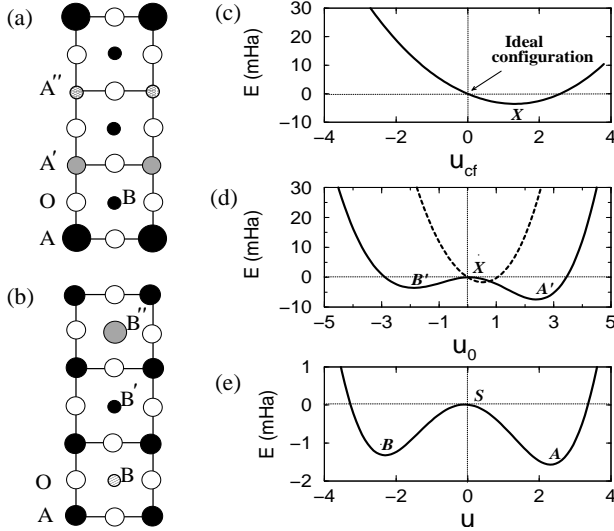 (a)
A''
A'
O
B
A
(b)
B''
B'
B
O
A
(c)
E (mHa)
30
20
10
0
−10
Ideal
configuration
X
−4
−2
0
2
4
u_cf
(d)
E (mHa)
30
20
10
0
−10
B'
X
A'
−5
−3
−1
1
3
5
u_0
(e)
E (mHa)
1
0
−1
−2
S
B
A
−4
−2
0
2
4
u